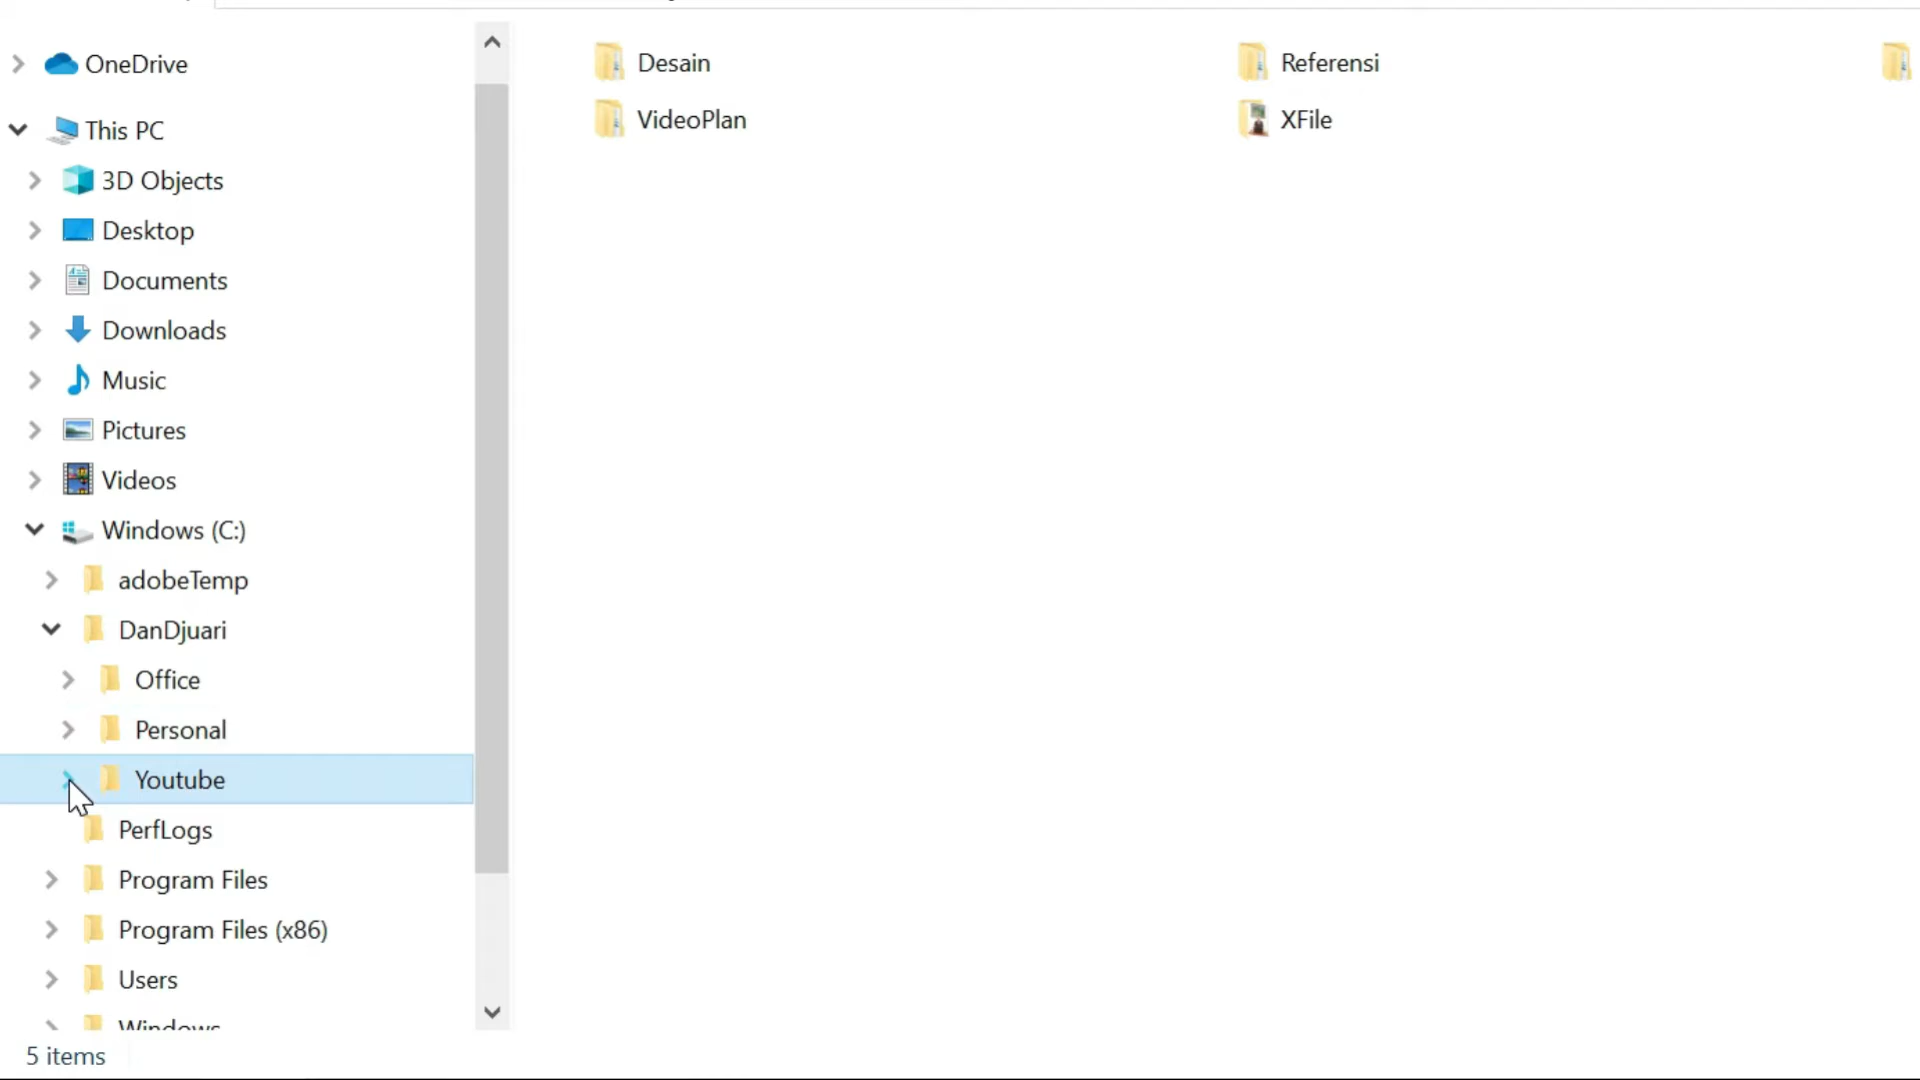 OneDrive
This PC
3D Objects
Desktop
Documents
Downloads
Music
Pictures
Videos
Windows (C:)
adobeTemp
DanDjuari
Office
Personal
Youtube
PerfLogs
Program Files
Program Files (x86)
Users
Windows
5 items
Desain
Referensi
VideoPlan
XFile